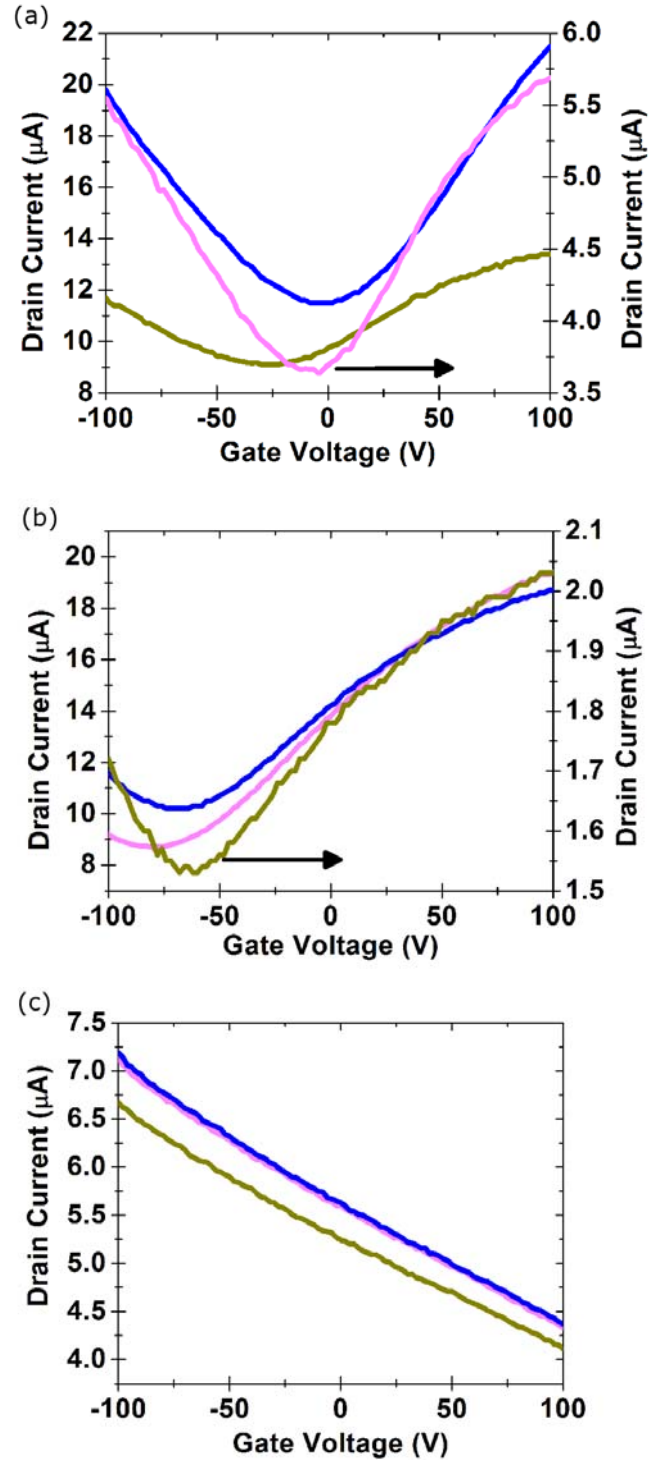 (a)
22
20
18
16
14
12
10
8
Drain Current (μA)
6.0
5.5
5.0
4.5
4.0
3.5
Drain Current (μA)
-100 -50 0 50 100
Gate Voltage (V)
(b)
20
18
16
14
12
10
8
Drain Current (μA)
2.1
2.0
1.9
1.8
1.7
1.6
1.5
Drain Current (μA)
-100 -50 0 50 100
Gate Voltage (V)
(c)
7.5
7.0
6.5
6.0
5.5
5.0
4.5
4.0
Drain Current (μA)
-100 -50 0 50 100
Gate Voltage (V)